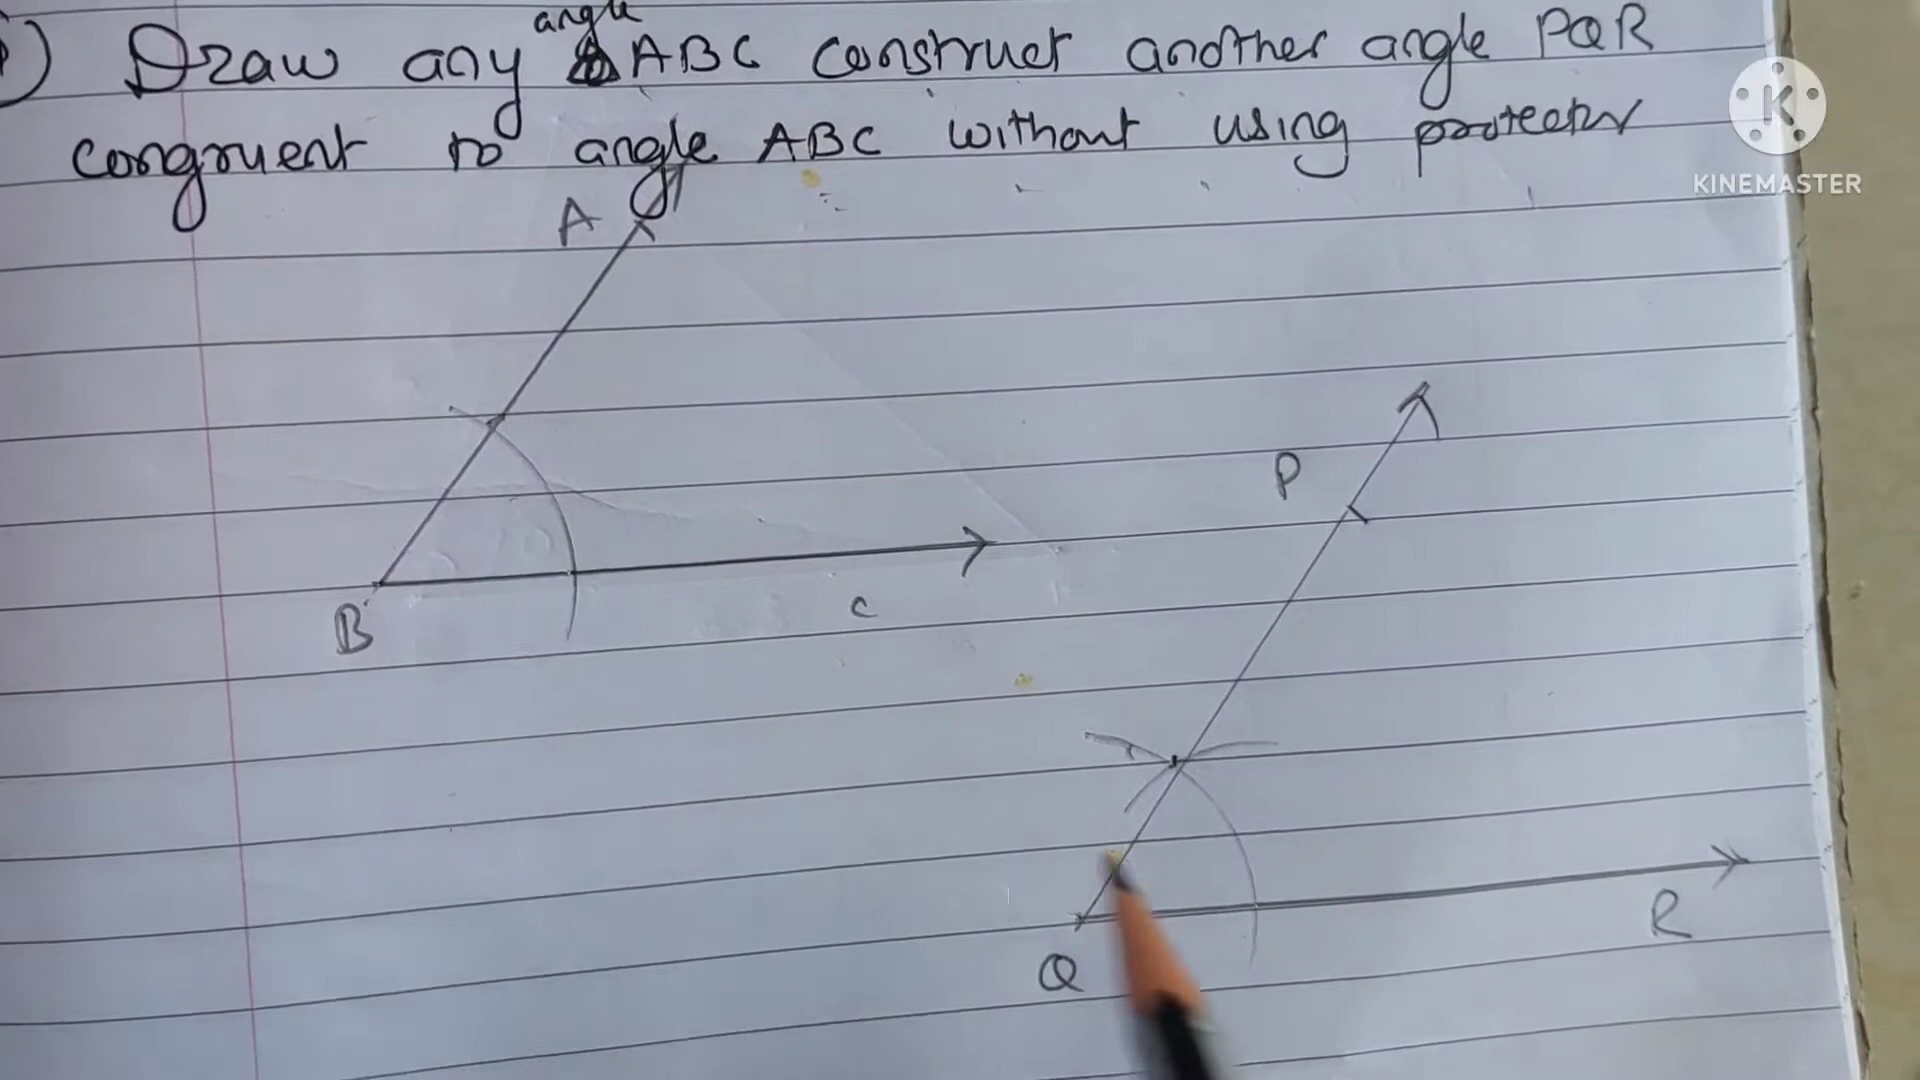 angle
Draw any ABC construct another angle PQR
congruent to angle ABC without using protector
K
KINEMASTER
A
P
B
C
R
Q